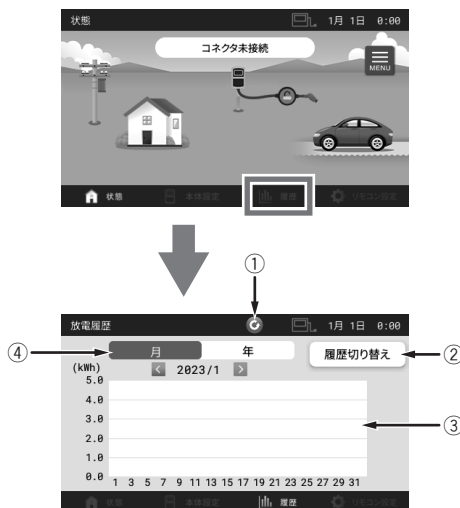 状態 1月 1日 0:00
コネクタ未接続
MENU
状態 本体設定 履歴 リモコン設定
①
放電履歴 1月 1日 0:00
④ 月 年 履歴切り替え ②
(kWh) < 2023/1 >
5.0
4.0
3.0 ③
2.0
1.0
0.0
1 3 5 7 9 11 13 15 17 19 21 23 25 27 29 31
状態 本体設定 履歴 リモコン設定